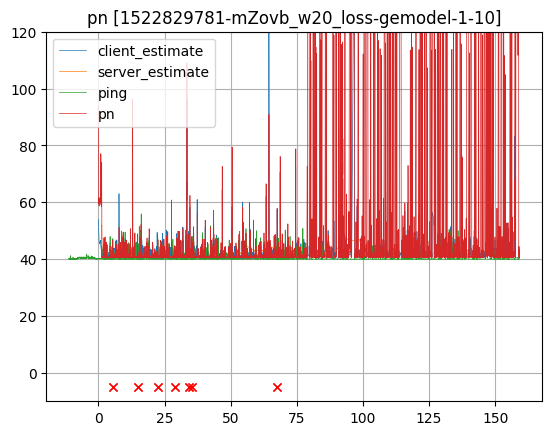 pn [1522829781-mZovb_w20_loss-gemodel-1-10]
120
100
80
60
40
20
0
client_estimate
server_estimate
ping
pn
0
25
50
75
100
125
150